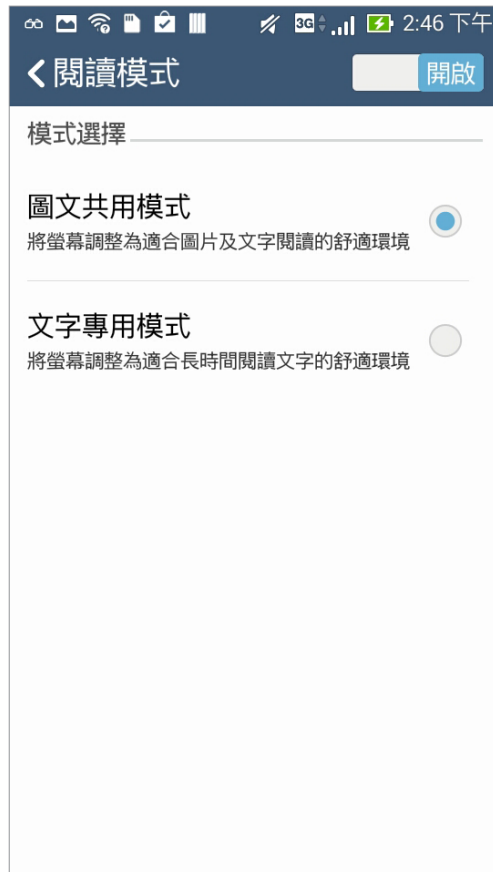 3G 2:46 下午
閱讀模式 開啟
模式選擇
圖文共用模式
將螢幕調整為適合圖片及文字閱讀的舒適環境
文字專用模式
將螢幕調整為適合長時間閱讀文字的舒適環境